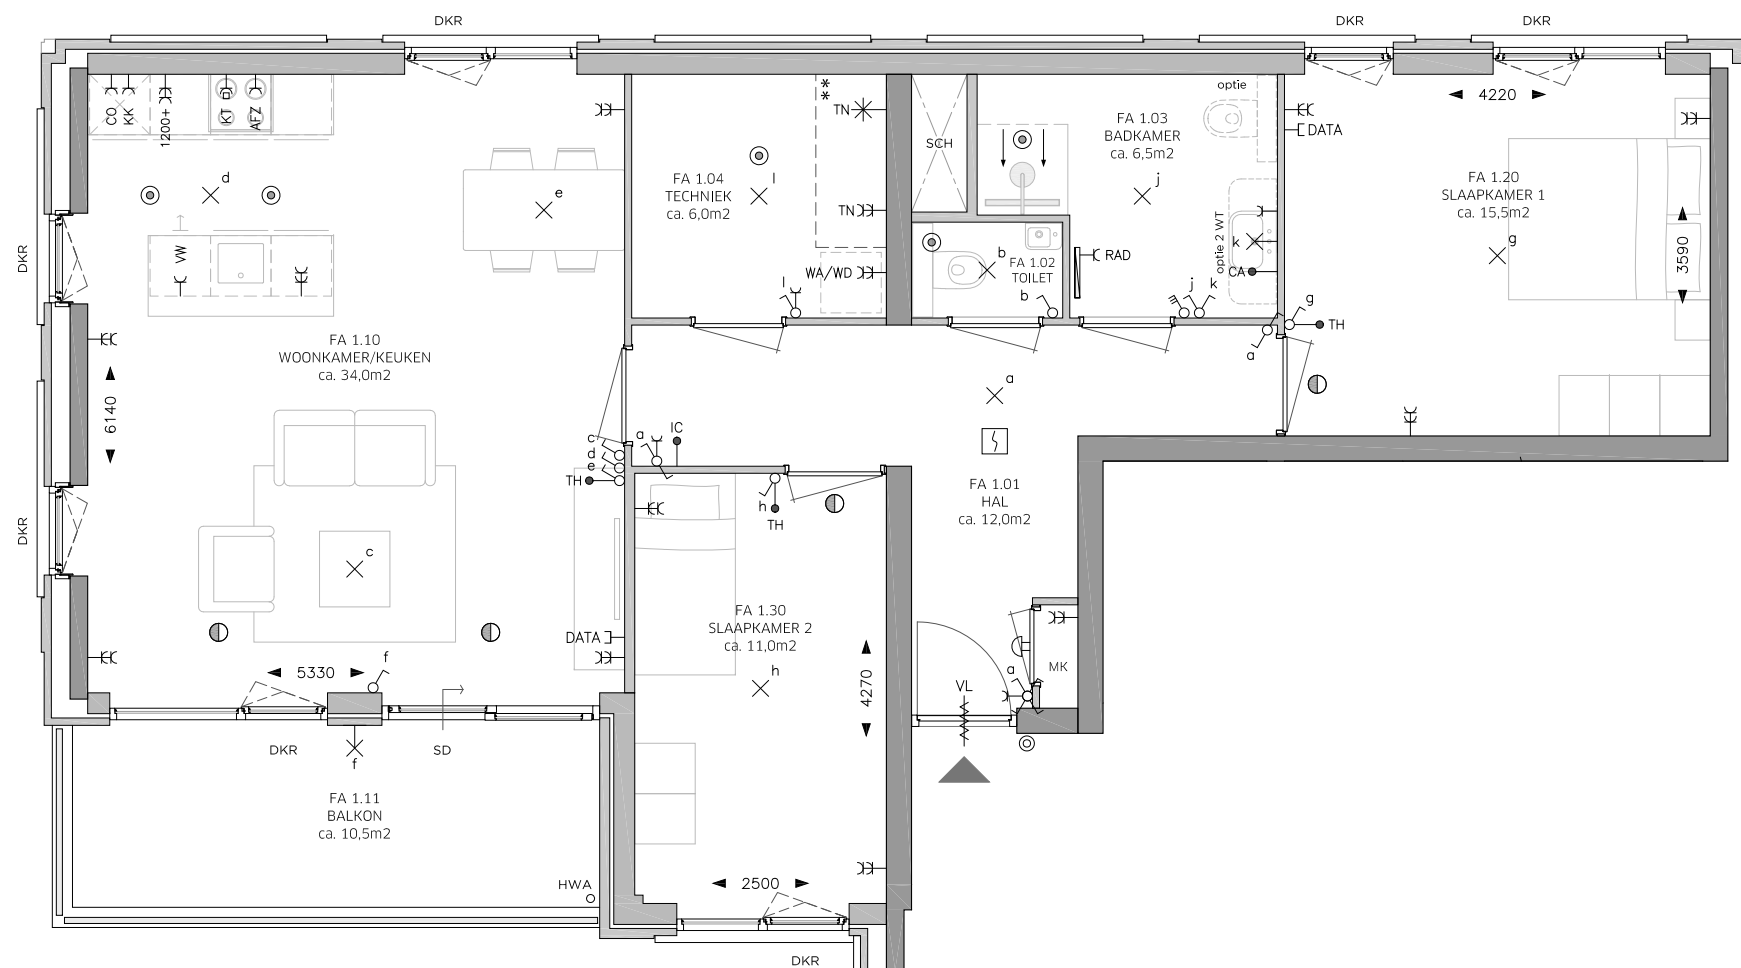 DKR
DKR
DKR
CO
KK
1200+
KT
AFZ
**
TN
optie
4220
FA 1.03
BADKAMER
ca. 6,5m2
DATA
SCH
d
e
FA 1.04
TECHNIEK
ca. 6,0m2
l
j
FA 1.20
SLAAPKAMER 1
ca. 15,5m2
TN
DKR
VW
optie 2 WT
k
g
3590
b
FA 1.02
TOILET
RAD
CA
WA/WD
l
b
j
k
g
TH
a
FA 1.10
WOONKAMER/KEUKEN
ca. 34,0m2
a
6140
c
d
e
TH
a
IC
FA 1.01
HAL
ca. 12,0m2
h
TH
DKR
c
FA 1.30
SLAAPKAMER 2
ca. 11,0m2
DATA
f
5330
h
4270
MK
a
VL
DKR
f
SD
FA 1.11
BALKON
ca. 10,5m2
HWA
2500
DKR